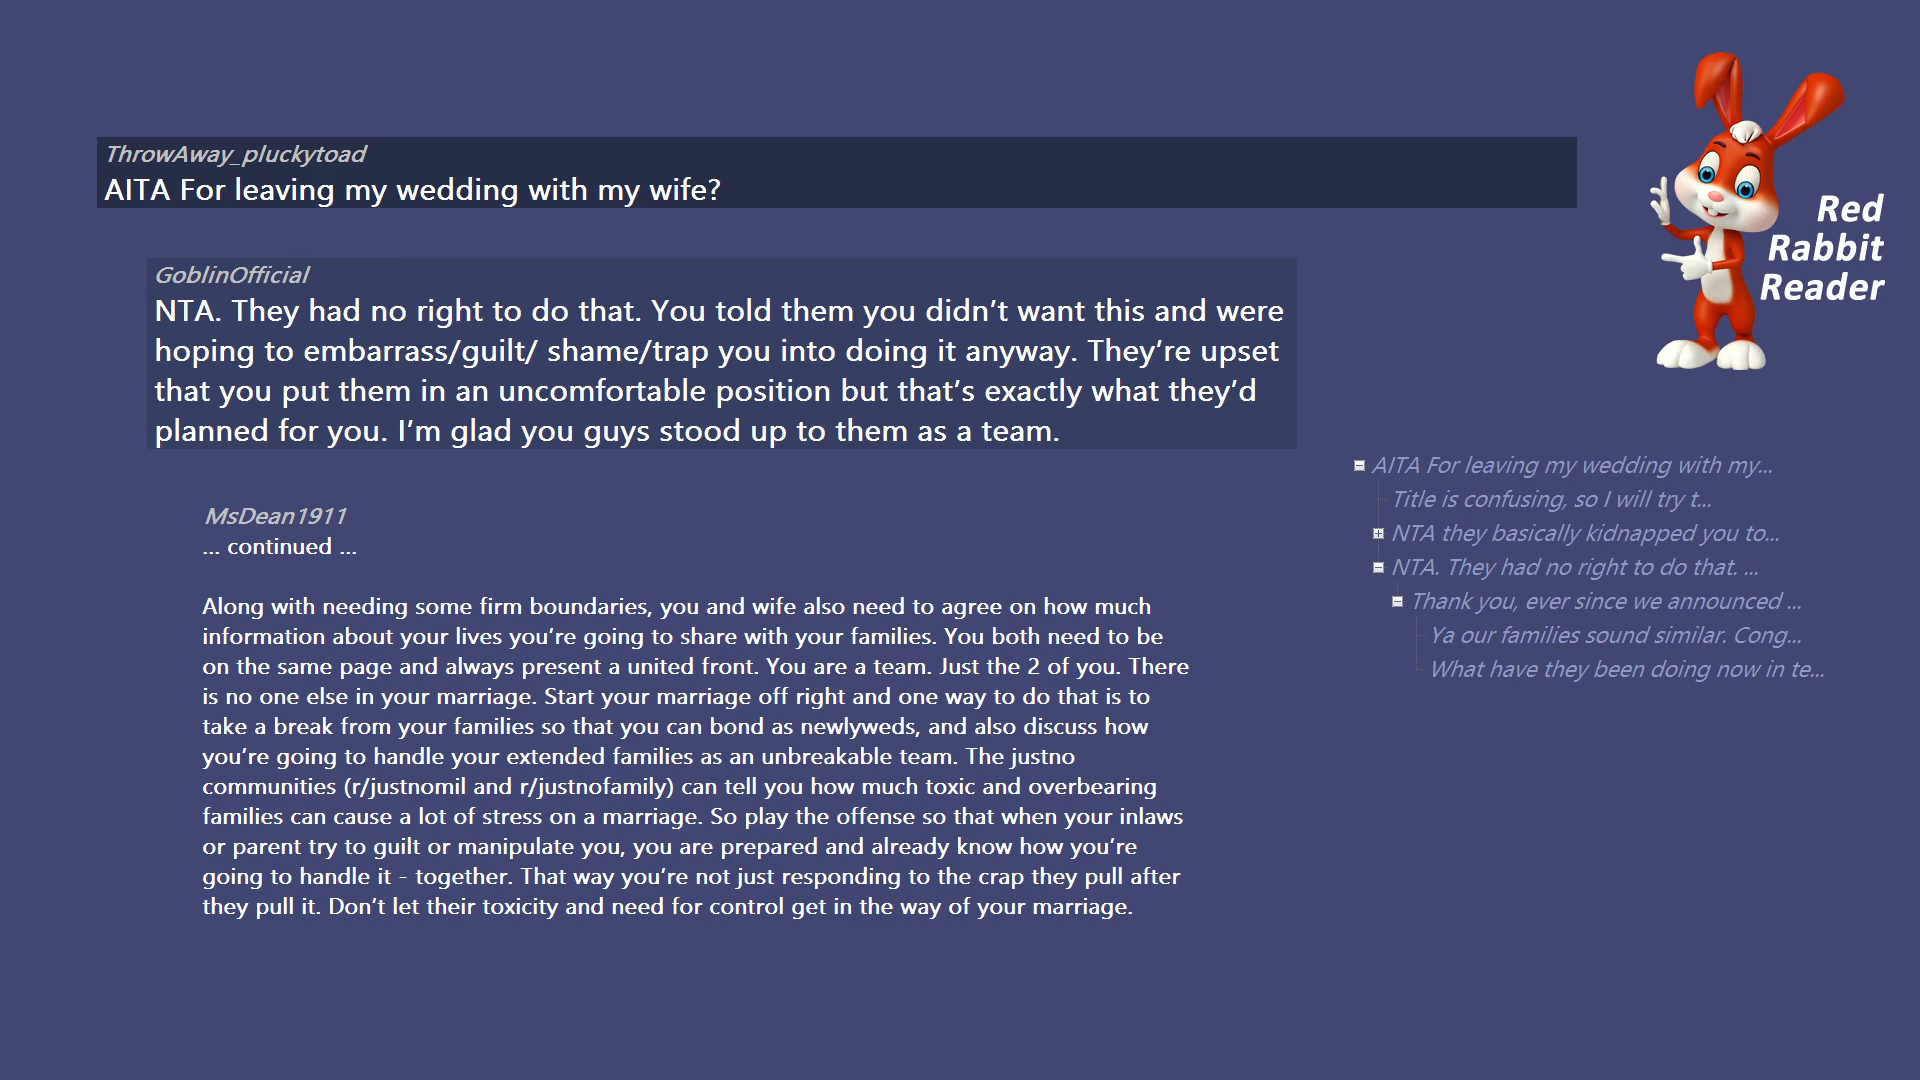 ThrowAway_pluckytoad
AITA For leaving my wedding with my wife?
Red
Rabbit
Reader
GoblinOfficial
NTA. They had no right to do that. You told them you didn’t want this and were
hoping to embarrass/guilt/ shame/trap you into doing it anyway. They’re upset
that you put them in an uncomfortable position but that’s exactly what they’d
planned for you. I’m glad you guys stood up to them as a team.
MsDean1911
... continued ...
Along with needing some firm boundaries, you and wife also need to agree on how much
information about your lives you’re going to share with your families. You both need to be
on the same page and always present a united front. You are a team. Just the 2 of you. There
is no one else in your marriage. Start your marriage off right and one way to do that is to
take a break from your families so that you can bond as newlyweds, and also discuss how
you’re going to handle your extended families as an unbreakable team. The justno
communities (r/justnomil and r/justnofamily) can tell you how much toxic and overbearing
families can cause a lot of stress on a marriage. So play the offense so that when your inlaws
or parent try to guilt or manipulate you, you are prepared and already know how you’re
going to handle it - together. That way you’re not just responding to the crap they pull after
they pull it. Don’t let their toxicity and need for control get in the way of your marriage.
AITA For leaving my wedding with my...
Title is confusing, so I will try t...
NTA they basically kidnapped you to...
NTA. They had no right to do that. ...
Thank you, ever since we announced ...
Ya our families sound similar. Cong...
What have they been doing now in te...